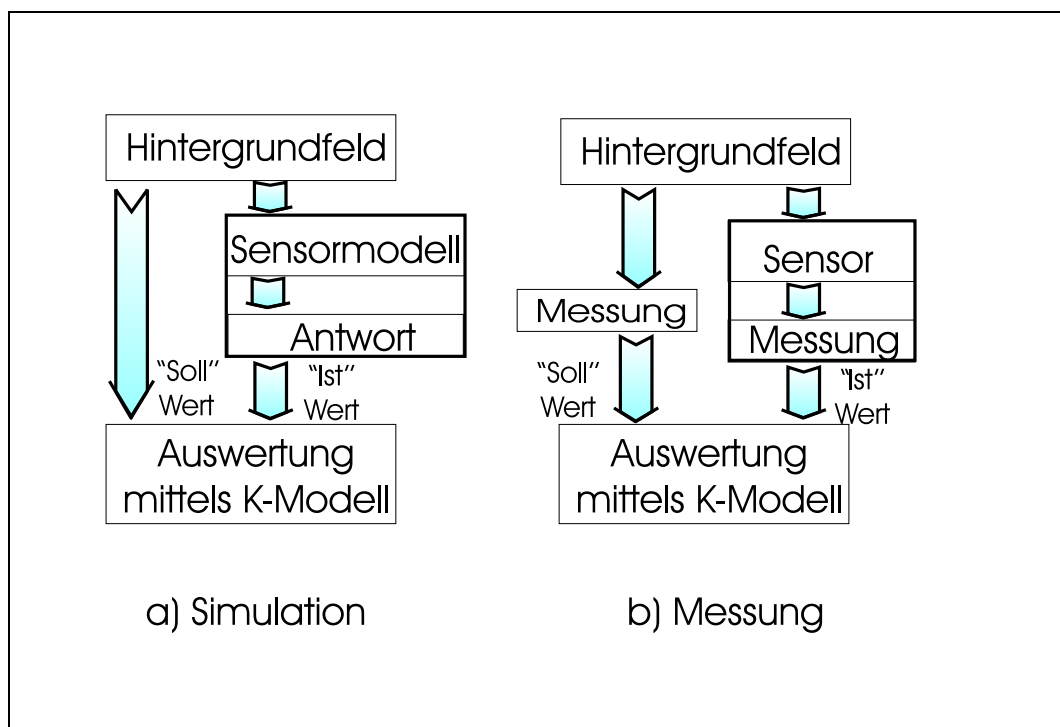 Hintergrundfeld
Sensormodell
Antwort
"Soll"
Wert
"Ist"
Wert
Auswertung
mittels K-Modell
a) Simulation
Hintergrundfeld
Messung
Sensor
Messung
"Soll"
Wert
"Ist"
Wert
Auswertung
mittels K-Modell
b) Messung